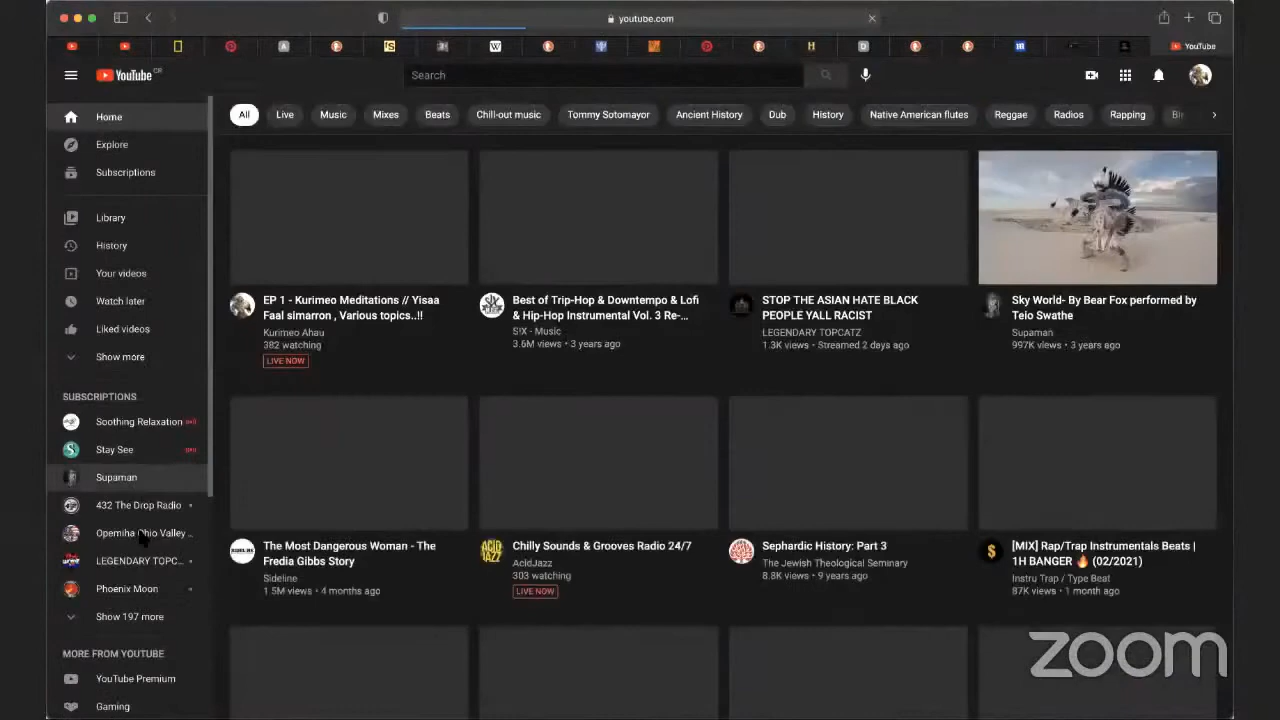 youtube.com
YouTube
YouTube CR
Search
Home
Explore
Subscriptions
Library
History
Your videos
Watch later
Liked videos
Show more
SUBSCRIPTIONS
Soothing Relaxation
Stay See
Supaman
432 The Drop Radio
Opemiha Ohio Valley ..
LEGENDARY TOPC...
Phoenix Moon
Show 197 more
MORE FROM YOUTUBE
YouTube Premium
Gaming
All Live Music Mixes Beats Chill-out music Tommy Sotomayor Ancient History Dub History Native American flutes Reggae Radios Rapping
EP 1 - Kurimeo Meditations // Yisaa
Faal simarron , Various topics..!!
Kurimeo Ahau
382 watching
LIVE NOW
Best of Trip-Hop & Downtempo & Lofi
& Hip-Hop Instrumental Vol. 3 Re-...
S!X - Music
3.6M views • 3 years ago
STOP THE ASIAN HATE BLACK
PEOPLE YALL RACIST
LEGENDARY TOPCATZ
1.3K views • Streamed 2 days ago
Sky World- By Bear Fox performed by
Teio Swathe
Supaman
997K views • 3 years ago
The Most Dangerous Woman - The
Fredia Gibbs Story
Sideline
1.5M views • 4 months ago
Chilly Sounds & Grooves Radio 24/7
AcidJazz
303 watching
LIVE NOW
Sephardic History: Part 3
The Jewish Theological Seminary
8.8K views • 9 years ago
[MIX] Rap/Trap Instrumentals Beats |
1H BANGER 🔥 (02/2021)
Instru Trap / Type Beat
87K views • 1 month ago
zoom